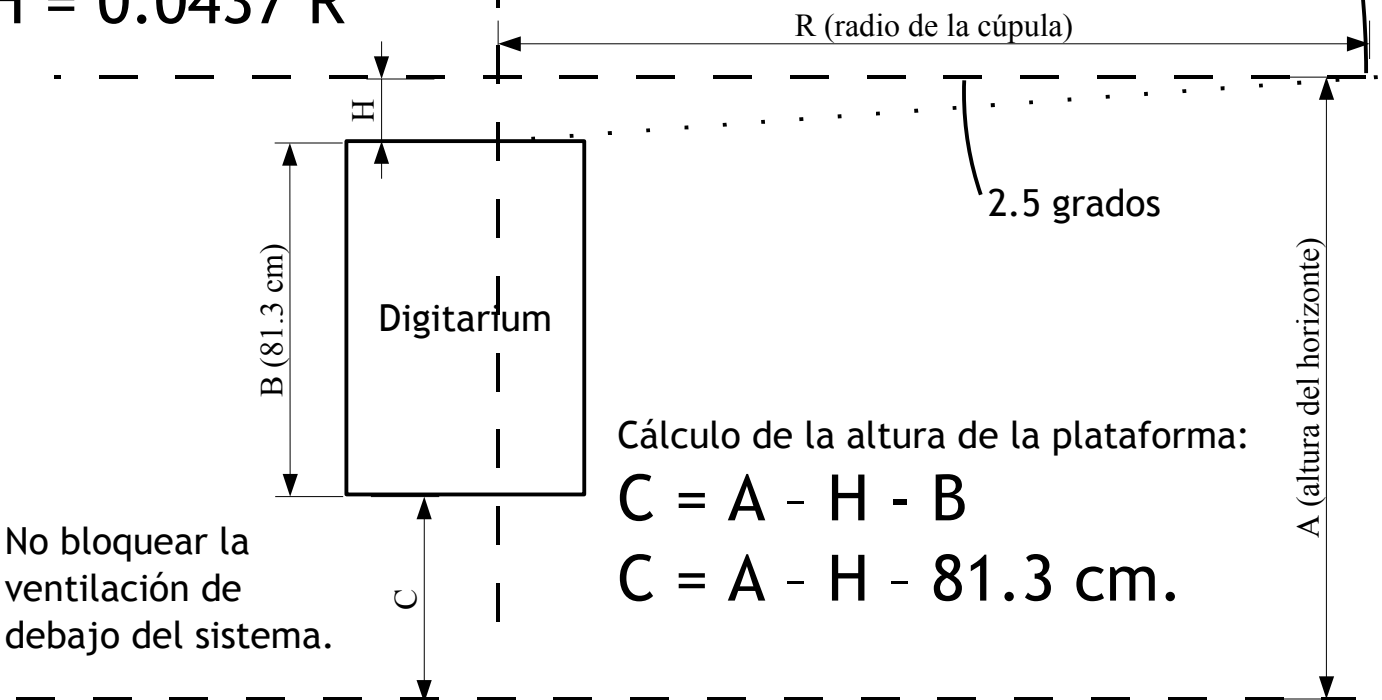 H = 0.0437 R
R (radio de la cúpula)
H
2.5 grados
B (81.3 cm)
Digitarium
A (altura del horizonte)
Cálculo de la altura de la plataforma:
C = A – H - B
C = A – H – 81.3 cm.
No bloquear la
ventilación de
debajo del sistema.
C